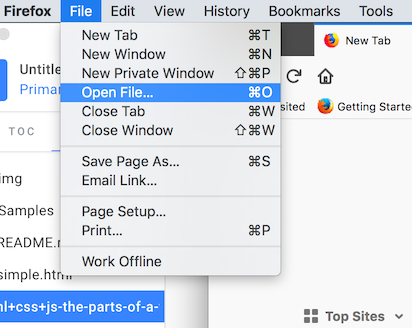 Firefox File Edit View History Bookmarks Tools
New Tab ⌘T
New Window ⌘N
New Private Window ⇧⌘P
Open File... ⌘O
Close Tab ⌘W
Close Window ⇧⌘W
Save Page As... ⌘S
Email Link...
Page Setup...
Print... ⌘P
Work Offline
Untitle
Primar
TOC
img
Samples
README.m
simple.html
ml+css+js-the-parts-of-a-
New Tab
isited
Getting Starte
Top Sites